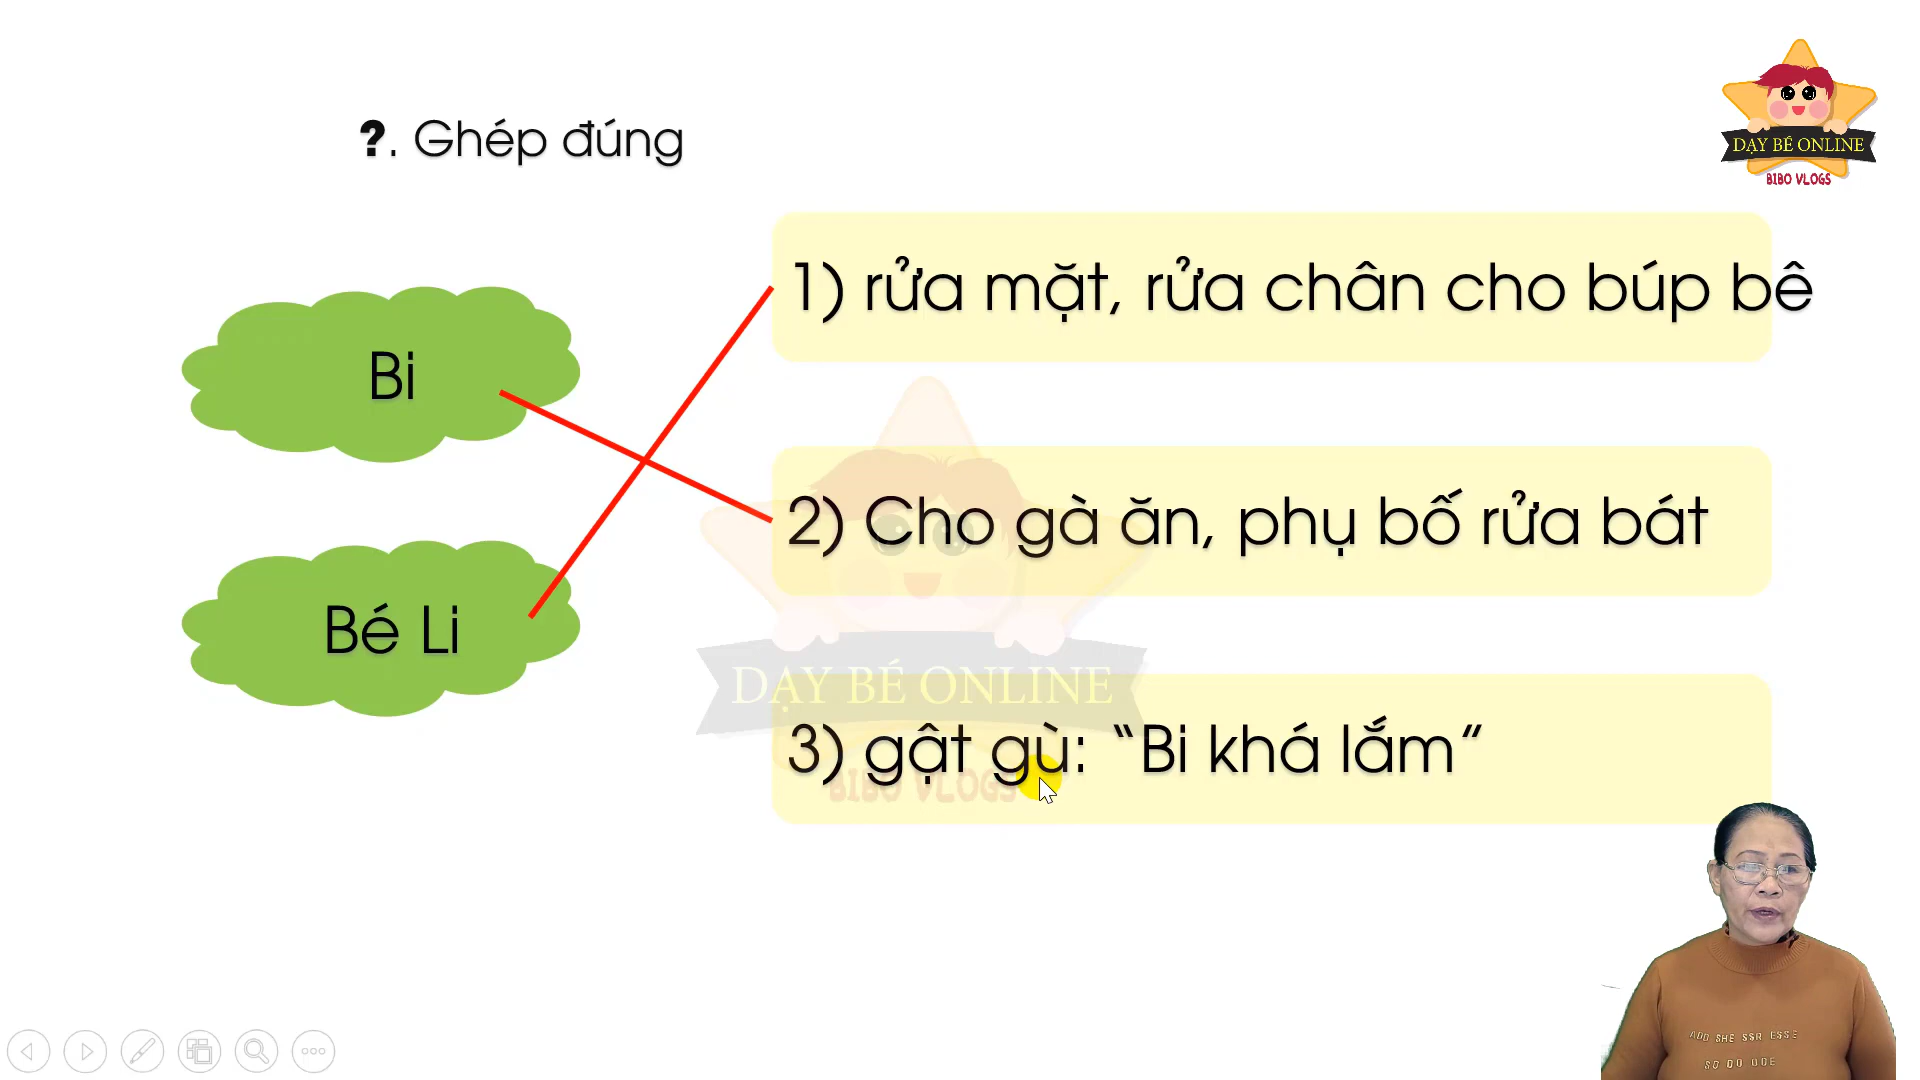 ?. Ghép đúng
DẠY BÉ ONLINE
BIBO VLOGS
Bi
Bé Li
1) rửa mặt, rửa chân cho búp bê
2) Cho gà ăn, phụ bố rửa bát
3) gật gù: “Bi khá lắm”
DẠY BÉ ONLINE
BIBO VLOGS